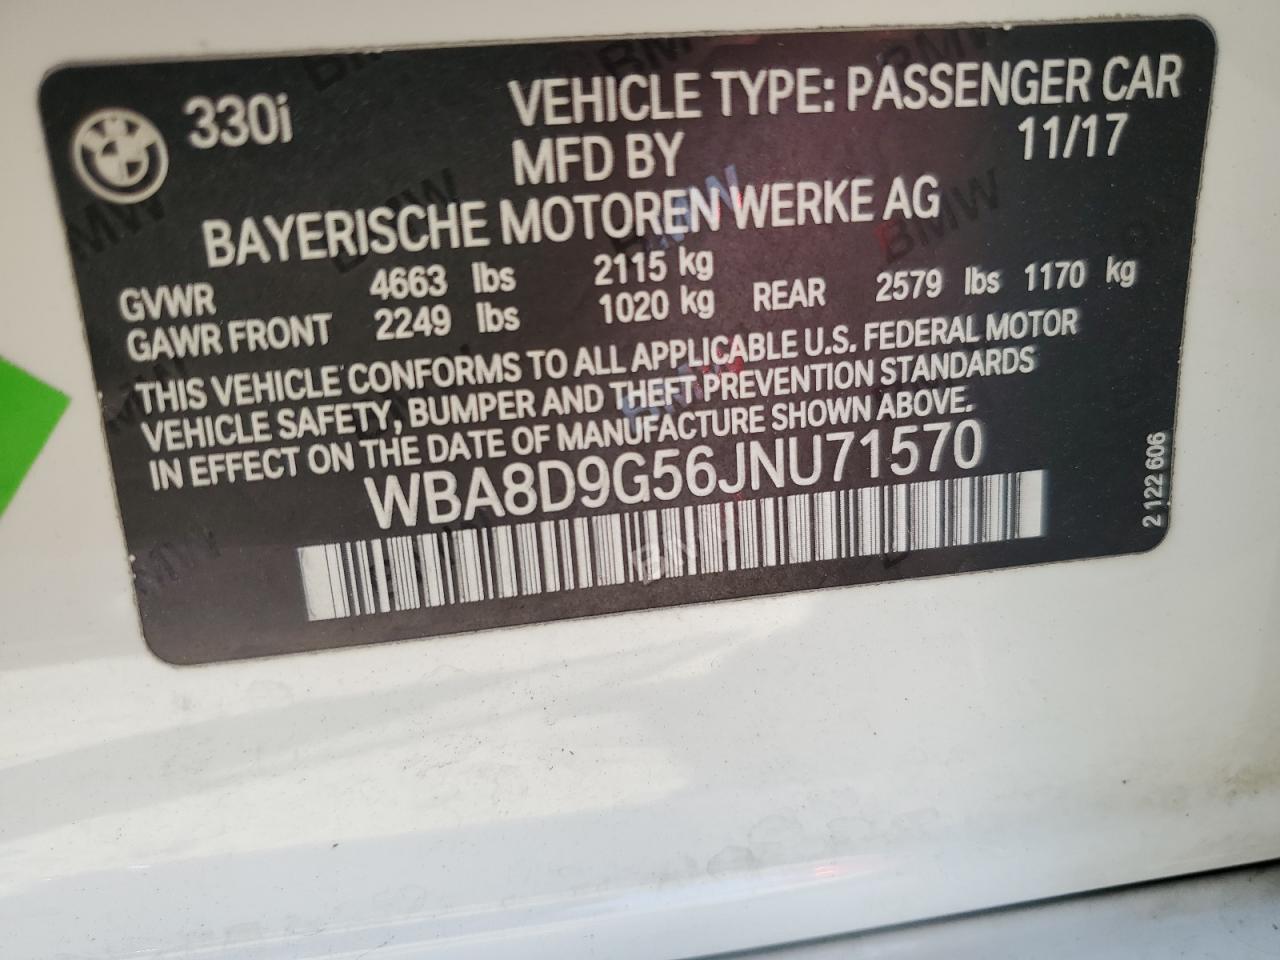 330i VEHICLE TYPE: PASSENGER CAR
MFD BY 11/17
BAYERISCHE MOTOREN WERKE AG
GVWR 4663 lbs 2115 kg
GAWR FRONT 2249 lbs 1020 kg REAR 2579 lbs 1170 kg
THIS VEHICLE CONFORMS TO ALL APPLICABLE U.S. FEDERAL MOTOR
VEHICLE SAFETY, BUMPER AND THEFT PREVENTION STANDARDS
IN EFFECT ON THE DATE OF MANUFACTURE SHOWN ABOVE.
WBA8D9G56JNU71570
2 122 606